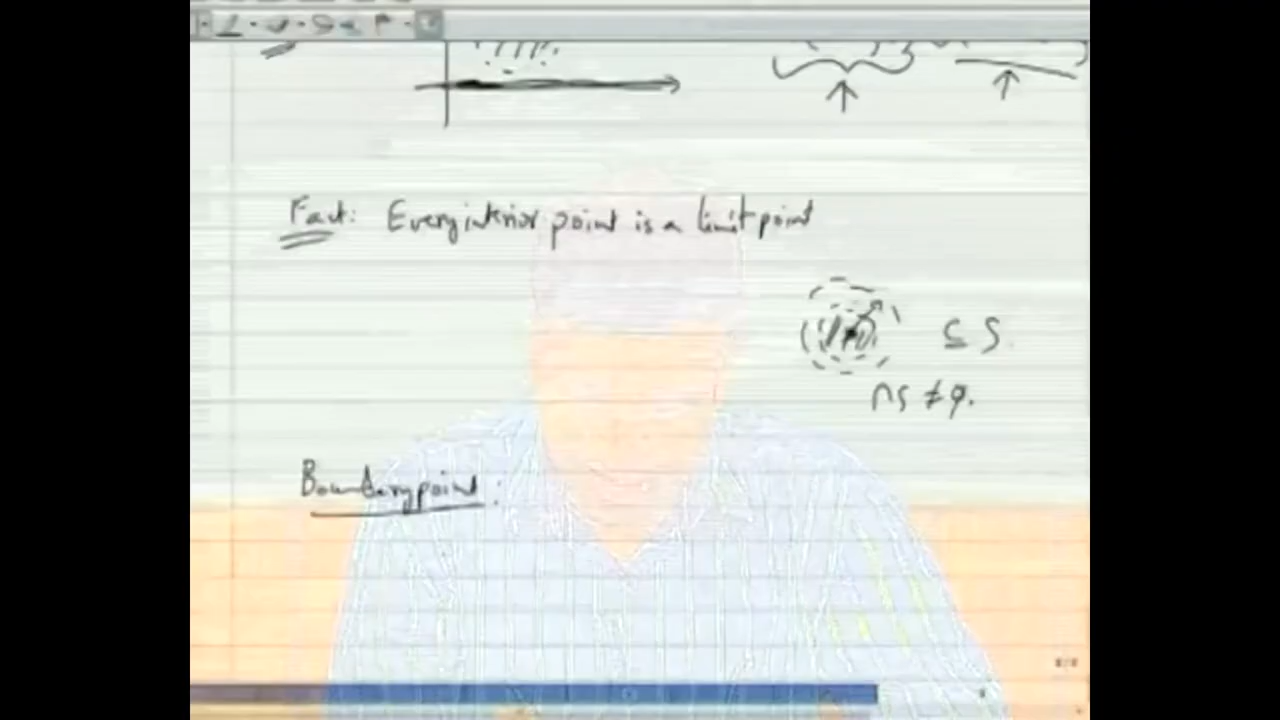 Fact: Every interior point is a limit point
⊆ S
∩S ≠ φ.
Boundary point: